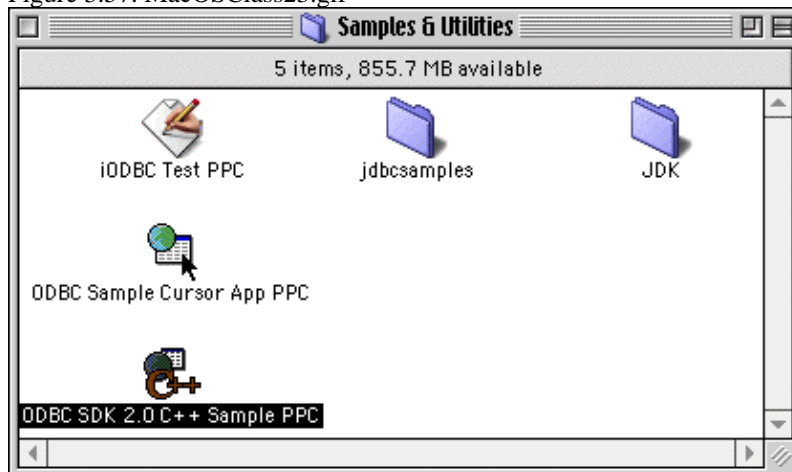 Figure 3.37. MacOSClass23.gif
Samples & Utilities
5 items, 855.7 MB available
iODBC Test PPC
jdbcsamples
JDK
ODBC Sample Cursor App PPC
C++
ODBC SDK 2.0 C++ Sample PPC